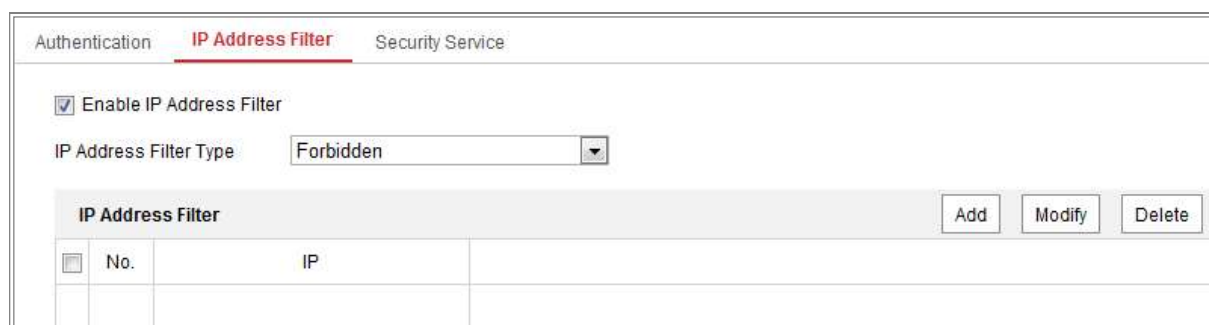 Authentication IP Address Filter Security Service
Enable IP Address Filter
IP Address Filter Type Forbidden
IP Address Filter Add Modify Delete
No. IP